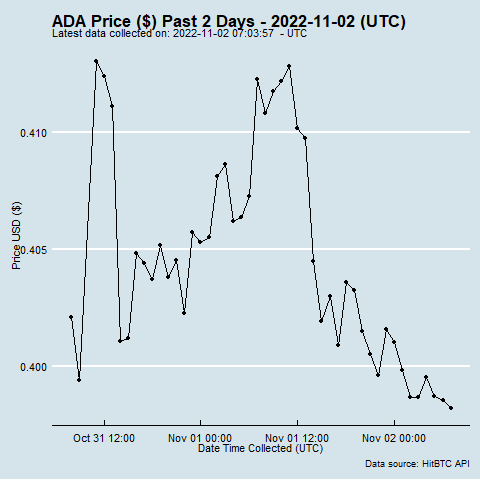 ADA Price ($) Past 2 Days - 2022-11-02 (UTC)
Latest data collected on: 2022-11-02 07:03:57  - UTC
0.410
0.405
0.400
Price USD ($)
Oct 31 12:00
Nov 01 00:00
Nov 01 12:00
Nov 02 00:00
Date Time Collected (UTC)
Data source: HitBTC API